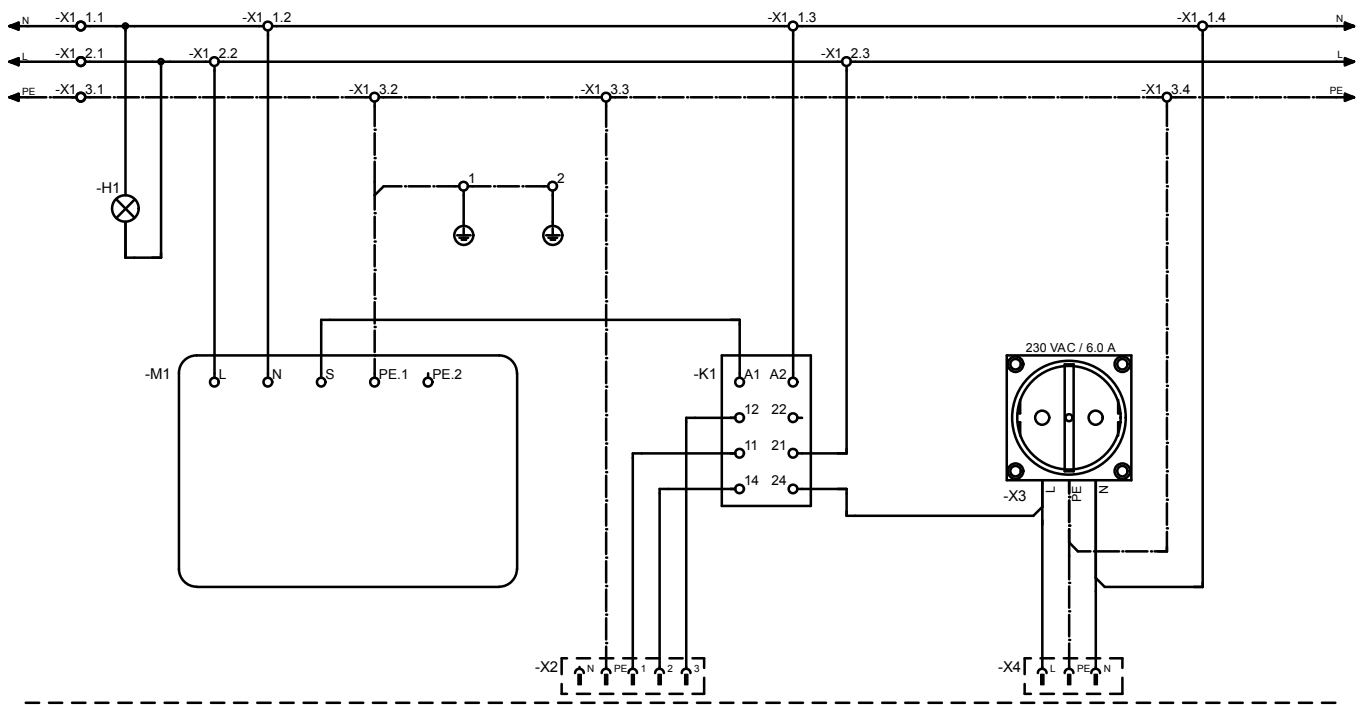 N -X1 1.1 -X1 1.2 -X1 1.3 -X1 1.4 N
L -X1 2.1 -X1 2.2 -X1 2.3 L
PE -X1 3.1 -X1 3.2 -X1 3.3 -X1 3.4 PE
-H1 1 2
230 VAC / 6.0 A
-M1 L N S PE.1 PE.2 -K1 A1 A2
12 22
11 21
14 24
-X3 L PE N
-X2 N PE 1 2 3 -X4 L PE N